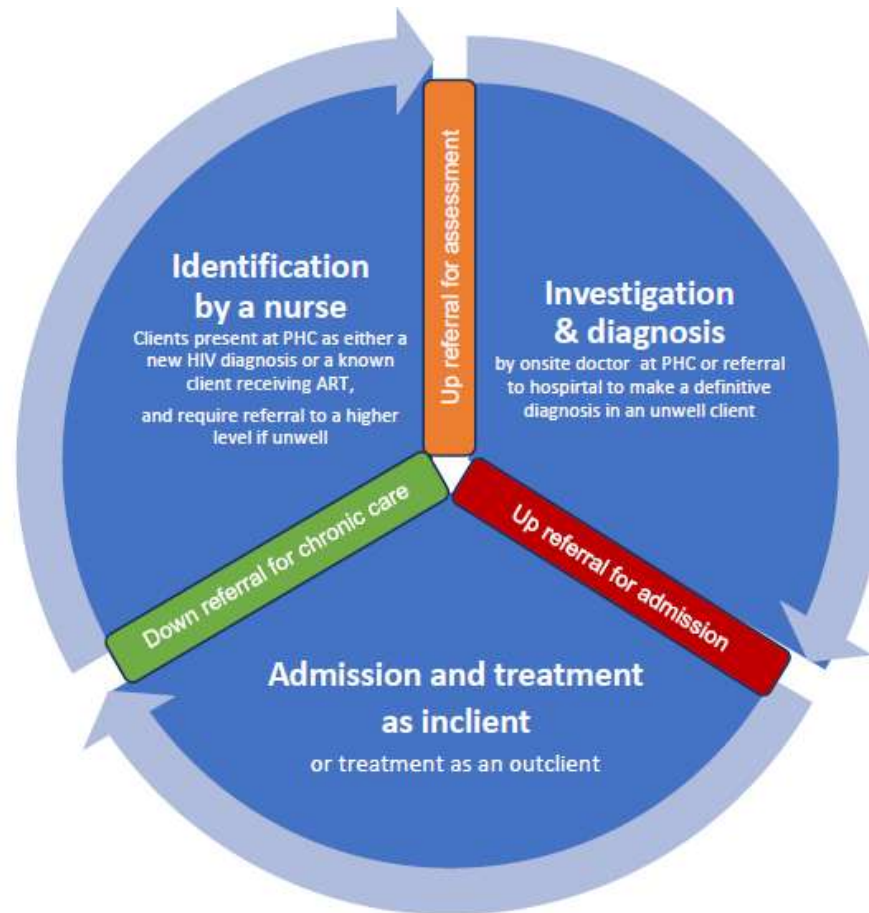 Identification
by a nurse
Clients present at PHC as either a
new HIV diagnosis or a known
client receiving ART,
and require referral to a higher
level if unwell
Up referral for assessment
Investigation
& diagnosis
by onsite doctor at PHC or referral
to hospirtal to make a definitive
diagnosis in an unwell client
Up referral for admission
Admission and treatment
as inclient
or treatment as an outclient
Down referral for chronic care